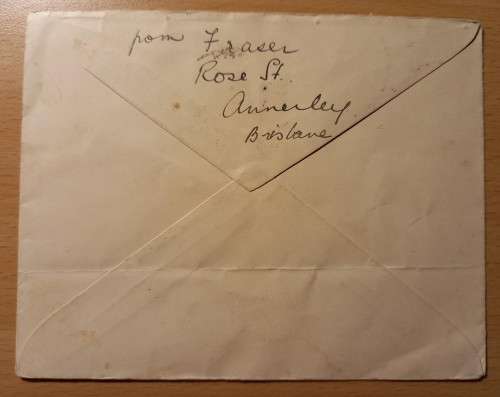 from Fraser
Rose St.
Annerley
Brisbane